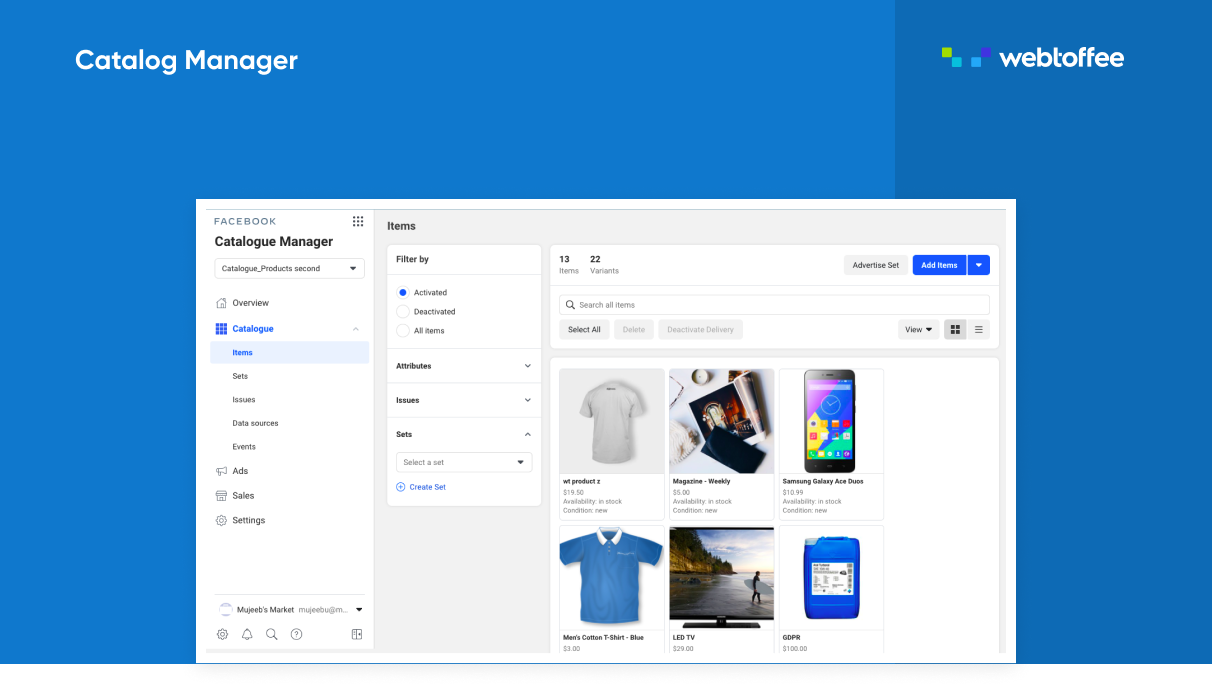 Catalog Manager
webtoffee
FACEBOOK
Catalogue Manager
Catalogue_Products second
Overview
Catalogue
Items
Sets
Issues
Data sources
Events
Ads
Sales
Settings
Mujeeb's Market mujeebu@m...
Items
Filter by
Activated
Deactivated
All items
Attributes
Issues
Sets
Select a set
Create Set
13 22
Items Variants
Advertise Set
Add Items
Search all items
Select All
Delete
Deactivate Delivery
View
wt product z
$19.50
Availability: in stock
Condition: new
Magazine - Weekly
$5.00
Availability: in stock
Condition: new
Samsung Galaxy Ace Duos
$10.99
Availability: in stock
Condition: new
Men's Cotton T-Shirt - Blue
$3.00
LED TV
$29.00
GDPR
$100.00